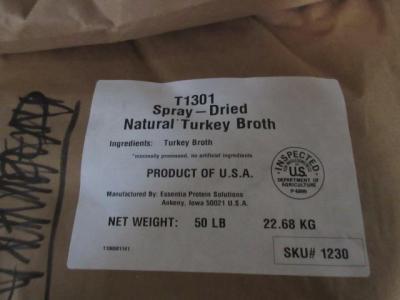 T1301
Spray-Dried
Natural*Turkey Broth
Ingredients: Turkey Broth
*minimally processed, no artificial ingredients
PRODUCT OF U.S.A.
INSPECTED
U.S.
DEPARTMENT OF
AGRICULTURE
Manufactured By: Essentia Protein Solutions
Ankeny, Iowa 50021 U.S.A.
NET WEIGHT: 50 LB 22.68 KG
SKU# 1230